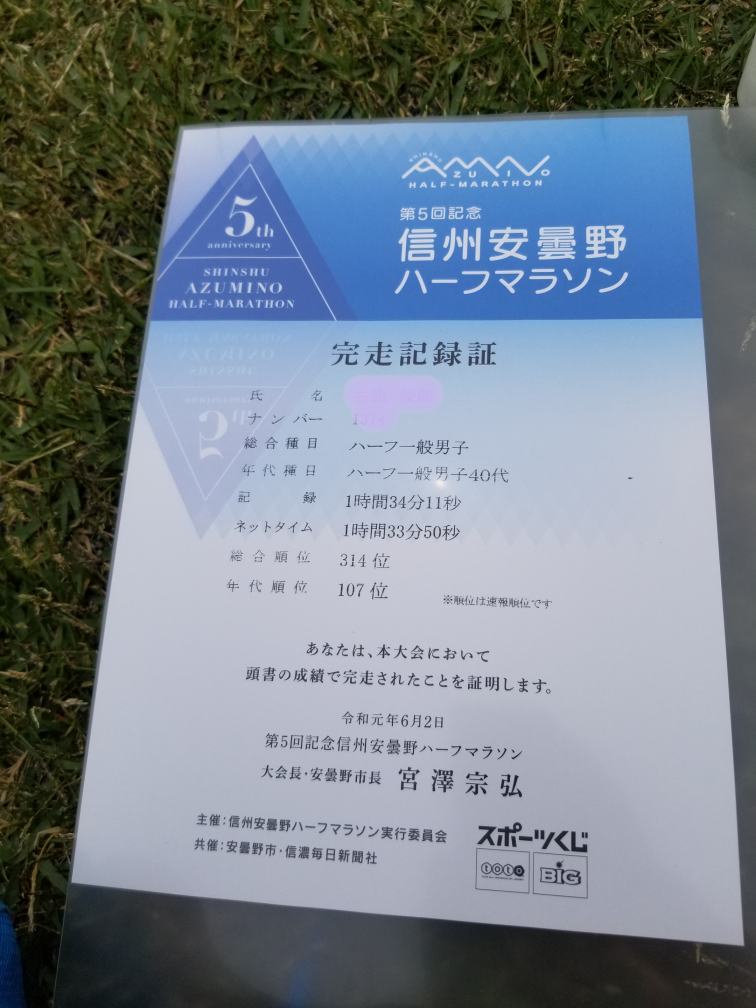 5th
anniversary
SHINSHU
AZUMINO
HALF-MARATHON
SHINSHU
AZUMINO
HALF-MARATHON
第5回記念
信州安曇野
ハーフマラソン
完走記録証
氏 名
ナンバー
総合種目 ハーフ一般男子
年代種目 ハーフ一般男子40代
記 録 1時間34分11秒
ネットタイム 1時間33分50秒
総合順位 314位
年代順位 107位 ※順位は速報順位です
あなたは、本大会において
頭書の成績で完走されたことを証明します。
令和元年6月2日
第5回記念信州安曇野ハーフマラソン
大会長・安曇野市長 宮澤宗弘
主催：信州安曇野ハーフマラソン実行委員会
共催：安曇野市・信濃毎日新聞社
スポーツくじ
toto BIG